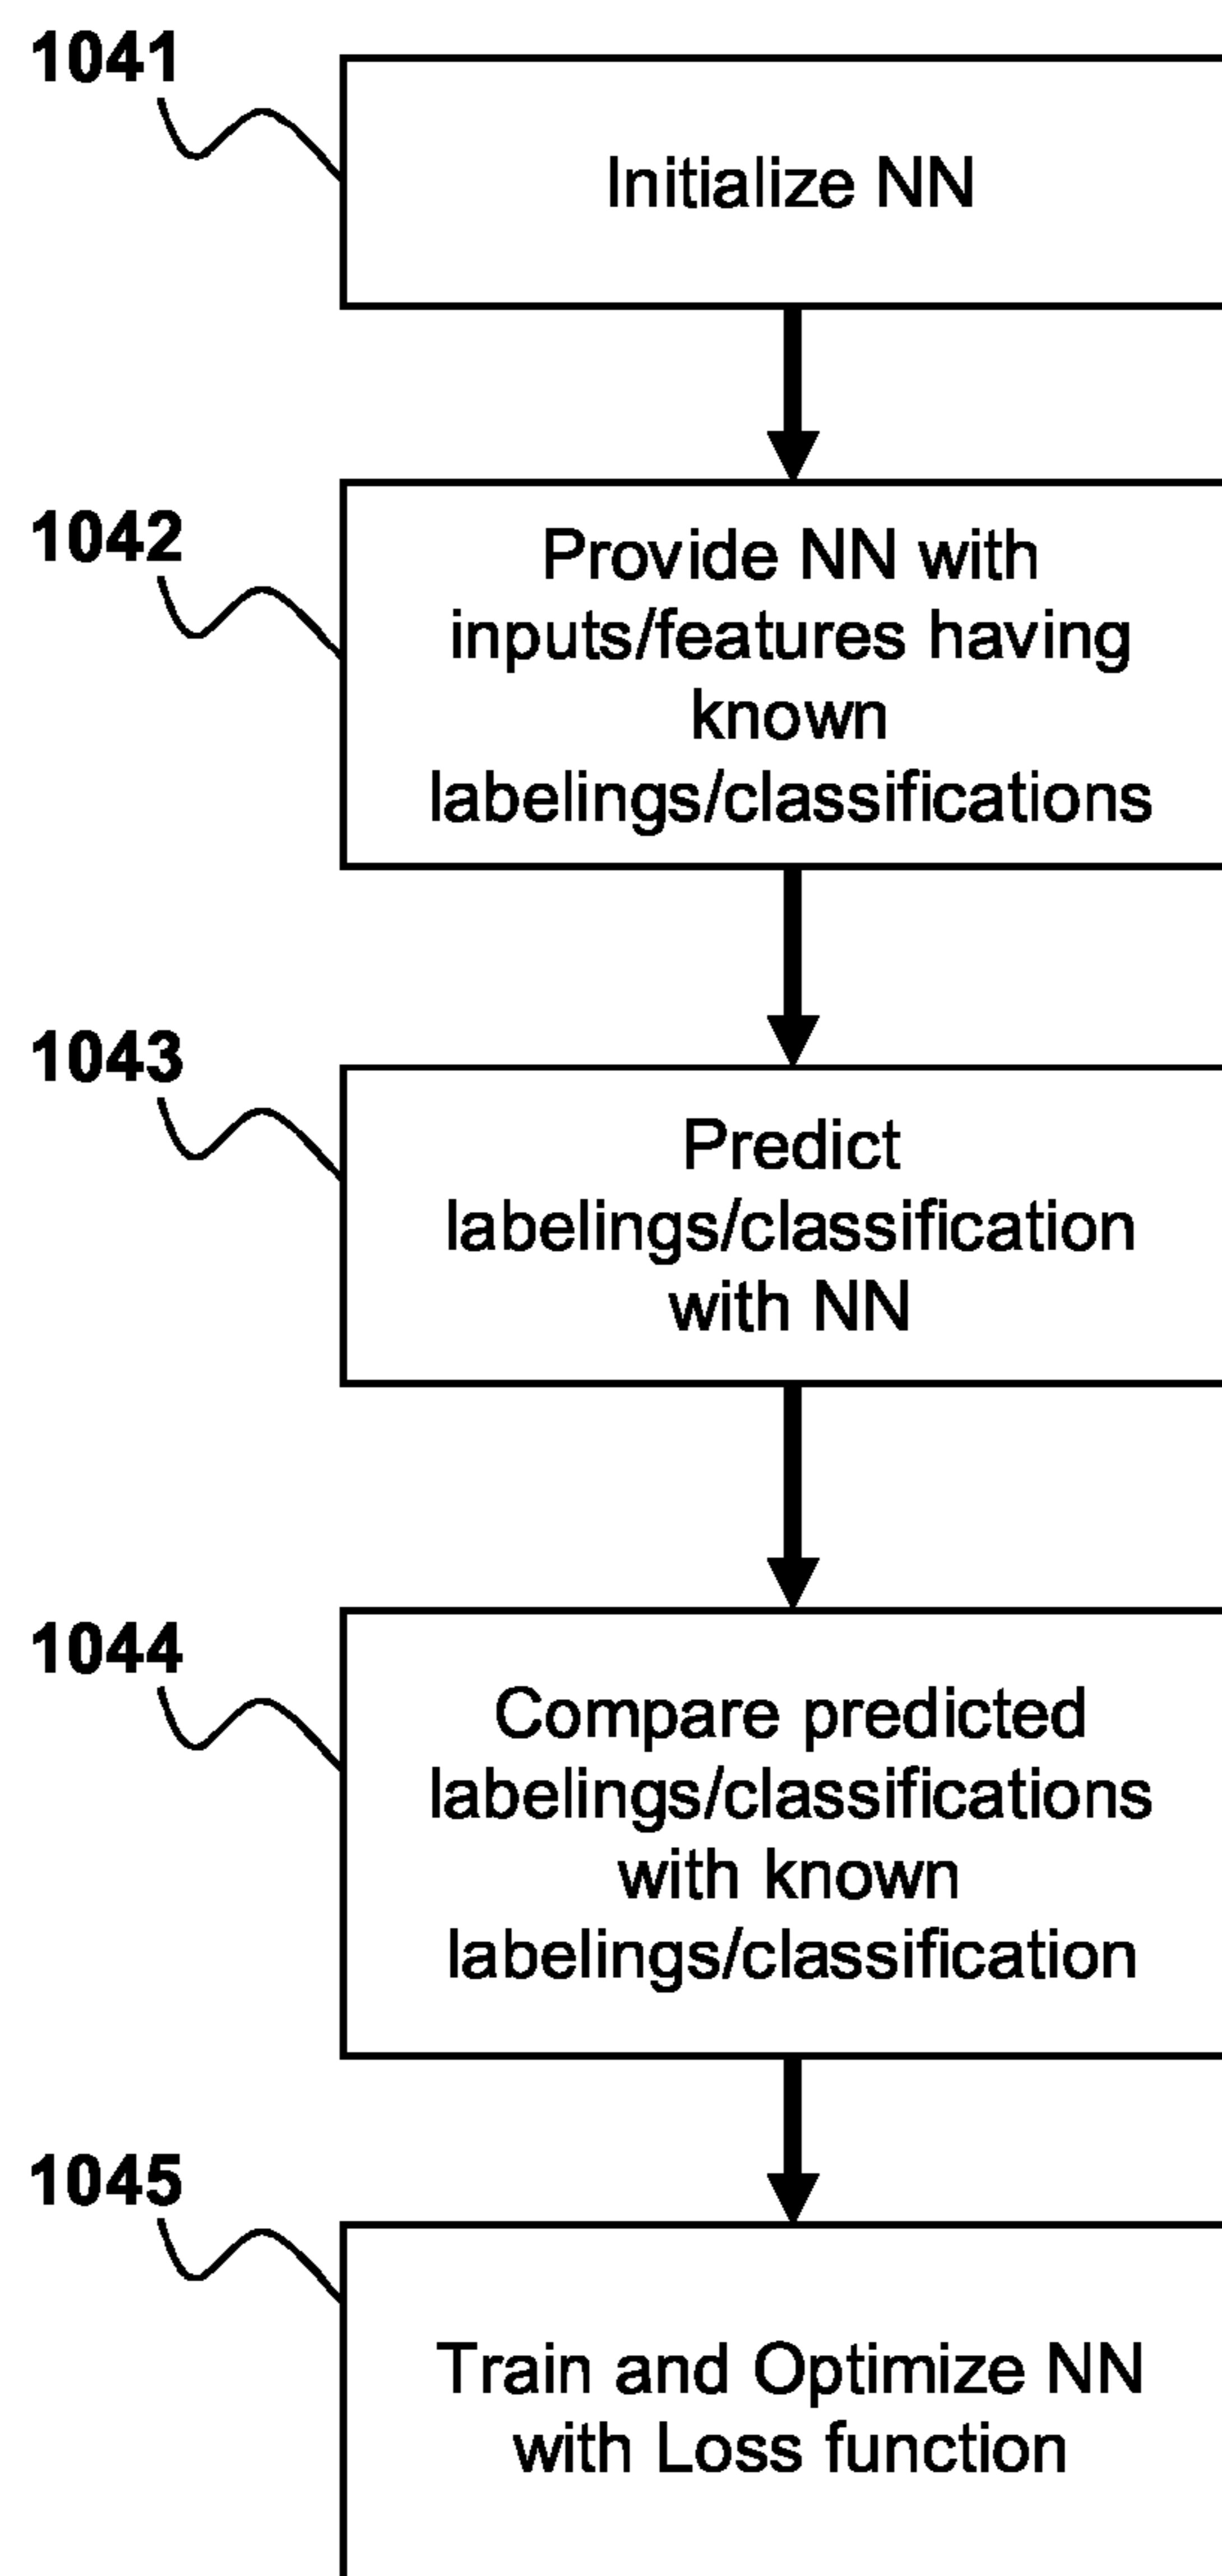 1041
Initialize NN
1042
Provide NN with
inputs/features having
known
labelings/classifications
1043
Predict
labelings/classification
with NN
1044
Compare predicted
labelings/classifications
with known
labelings/classification
1045
Train and Optimize NN
with Loss function